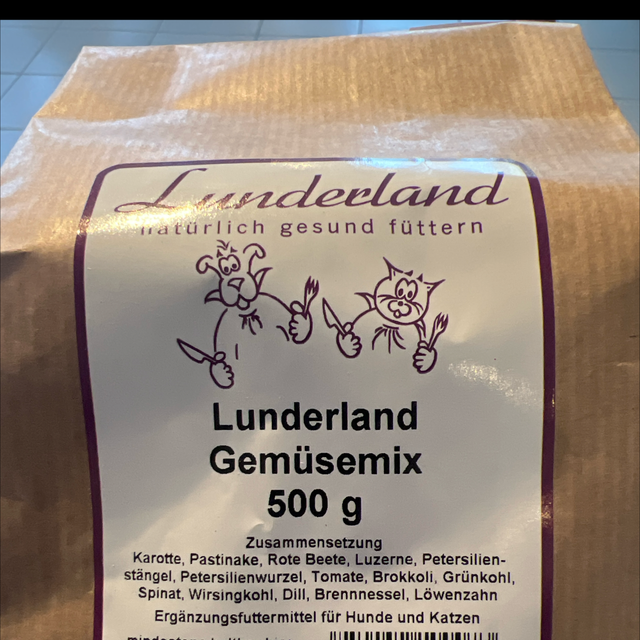 Lunderland
natürlich gesund füttern
Lunderland
Gemüsemix
500 g
Zusammensetzung
Karotte, Pastinake, Rote Beete, Luzerne, Petersilien-
stängel, Petersilienwurzel, Tomate, Brokkoli, Grünkohl,
Spinat, Wirsingkohl, Dill, Brennnessel, Löwenzahn
Ergänzungsfuttermittel für Hunde und Katzen
mindestens